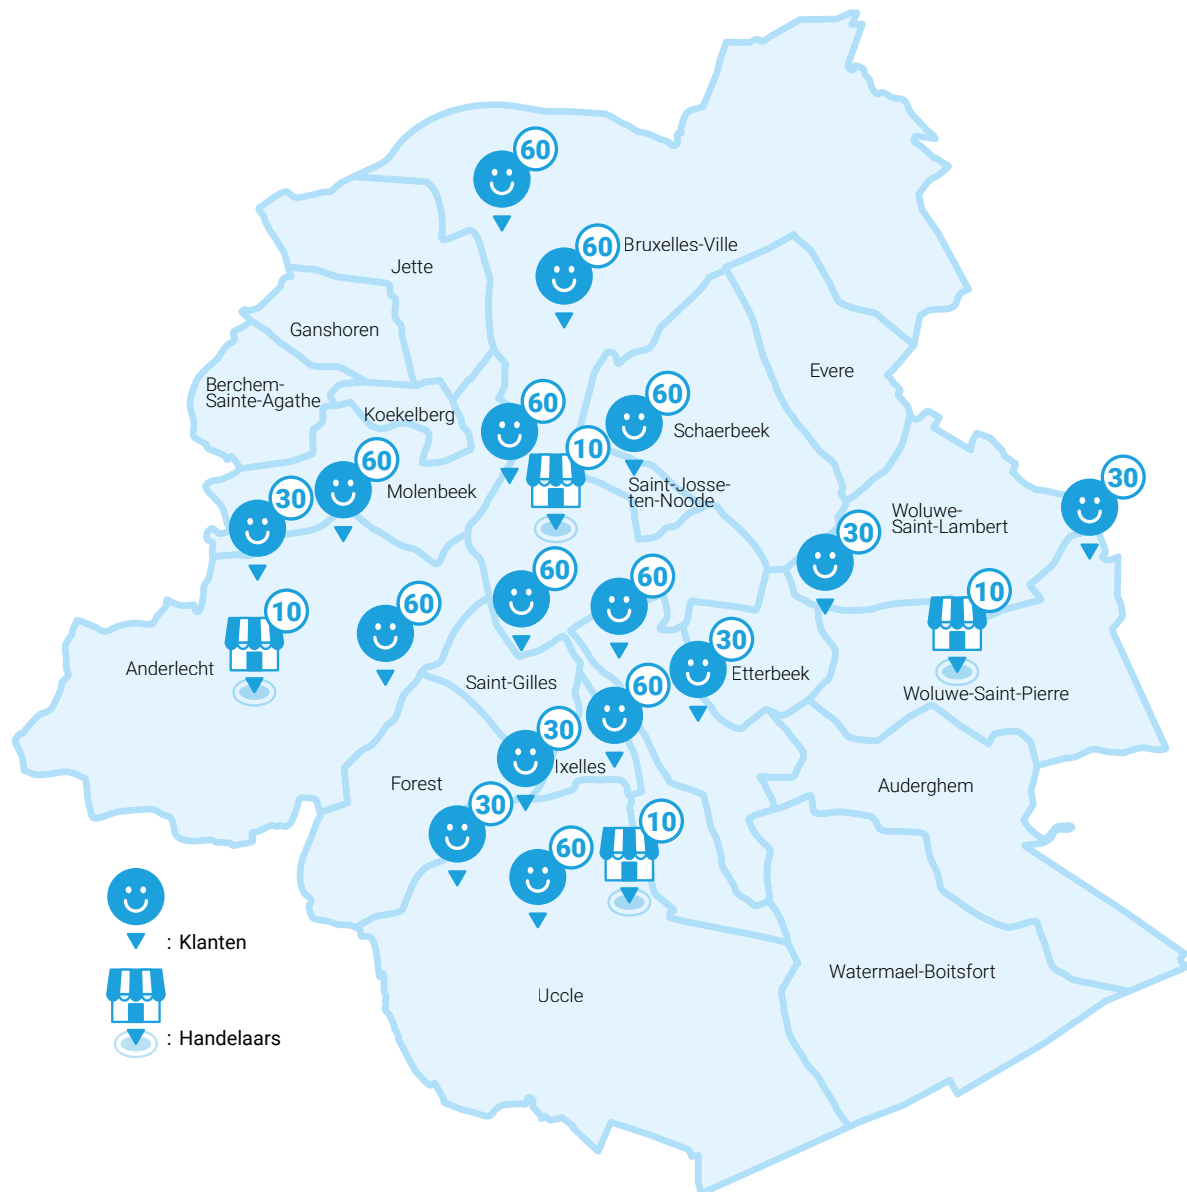 60
60
Bruxelles-Ville
Jette
Ganshoren
Evere
Berchem-
Sainte-Agathe
Koekelberg
60
60
Schaerbeek
10
60
Molenbeek
30
Saint-Josse-
ten-Noode
30
Woluwe-
Saint-Lambert
30
60
60
60
10
10
Anderlecht
Saint-Gilles
30
Etterbeek
60
Woluwe-Saint-Pierre
30
Ixelles
Forest
30
Auderghem
10
60
: Klanten
Watermael-Boitsfort
Uccle
: Handelaars